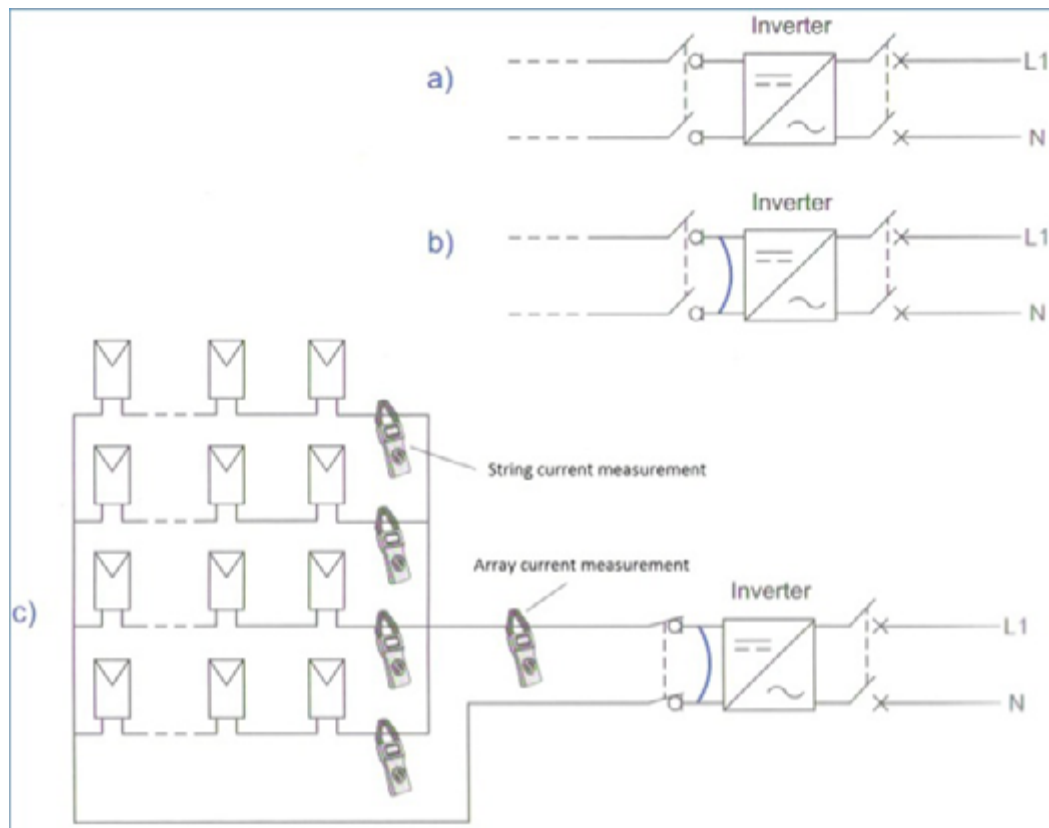 Inverter
a)
L1
N
Inverter
b)
L1
N
String current measurement
Array current measurement
Inverter
c)
L1
N